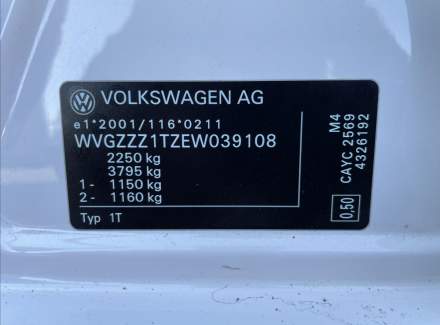 VOLKSWAGEN AG
e1*2001/116*0211
WVGZZZ1TZEW039108
2250 kg
3795 kg
1- 1150 kg
2- 1160 kg
Typ 1T
M4
CAYC 2569
4326192
0,50